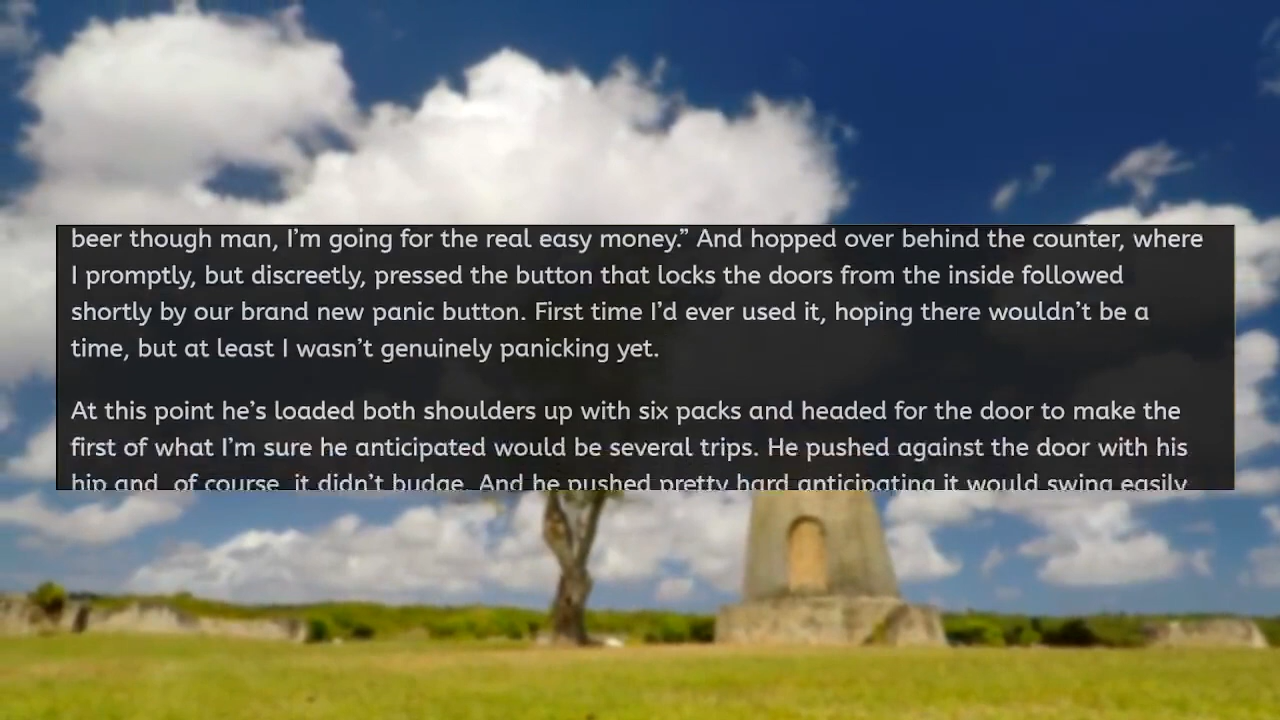 beer though man, I’m going for the real easy money.” And hopped over behind the counter, where
I promptly, but discreetly, pressed the button that locks the doors from the inside followed
shortly by our brand new panic button. First time I’d ever used it, hoping there wouldn’t be a
time, but at least I wasn’t genuinely panicking yet.
At this point he’s loaded both shoulders up with six packs and headed for the door to make the
first of what I’m sure he anticipated would be several trips. He pushed against the door with his
hip and, of course, it didn’t budge. And he pushed pretty hard anticipating it would swing easily